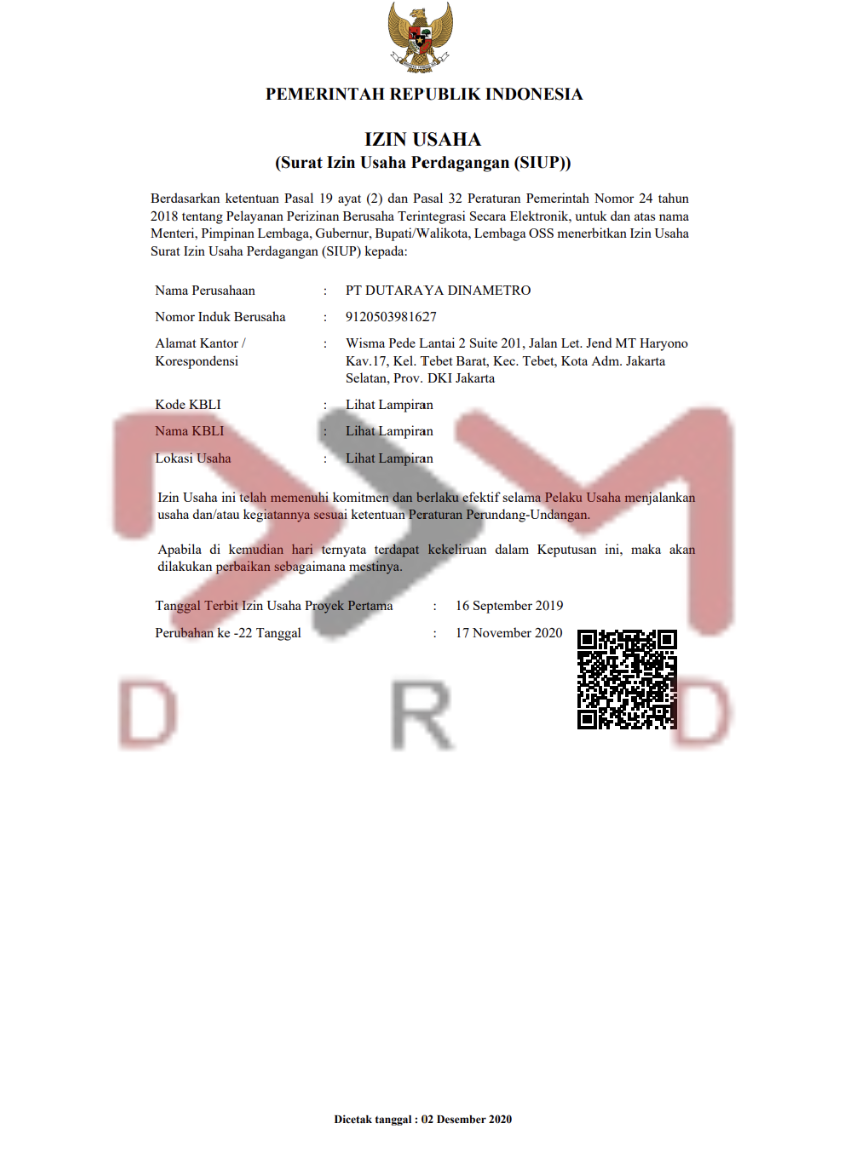 PEMERINTAH REPUBLIK INDONESIA
IZIN USAHA
(Surat Izin Usaha Perdagangan (SIUP))
Berdasarkan ketentuan Pasal 19 ayat (2) dan Pasal 32 Peraturan Pemerintah Nomor 24 tahun
2018 tentang Pelayanan Perizinan Berusaha Terintegrasi Secara Elektronik, untuk dan atas nama
Menteri, Pimpinan Lembaga, Gubernur, Bupati/Walikota, Lembaga OSS menerbitkan Izin Usaha
Surat Izin Usaha Perdagangan (SIUP) kepada:
Nama Perusahaan : PT DUTARAYA DINAMETRO
Nomor Induk Berusaha : 9120503981627
Alamat Kantor / : Wisma Pede Lantai 2 Suite 201, Jalan Let. Jend MT Haryono
Korespondensi Kav.17, Kel. Tebet Barat, Kec. Tebet, Kota Adm. Jakarta
Selatan, Prov. DKI Jakarta
Kode KBLI : Lihat Lampiran
Nama KBLI : Lihat Lampiran
Lokasi Usaha : Lihat Lampiran
Izin Usaha ini telah memenuhi komitmen dan berlaku efektif selama Pelaku Usaha menjalankan
usaha dan/atau kegiatannya sesuai ketentuan Peraturan Perundang-Undangan.
Apabila di kemudian hari ternyata terdapat kekeliruan dalam Keputusan ini, maka akan
dilakukan perbaikan sebagaimana mestinya.
Tanggal Terbit Izin Usaha Proyek Pertama : 16 September 2019
Perubahan ke -22 Tanggal : 17 November 2020
D R D
Dicetak tanggal : 02 Desember 2020